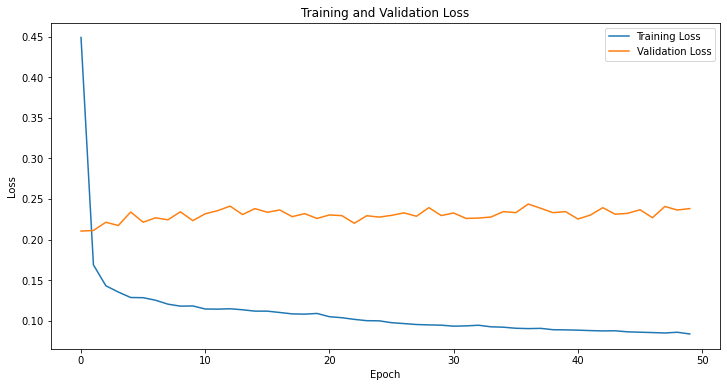 Training and Validation Loss
Training Loss
Validation Loss
Loss
0.45
0.40
0.35
0.30
0.25
0.20
0.15
0.10
0
10
20
30
40
50
Epoch